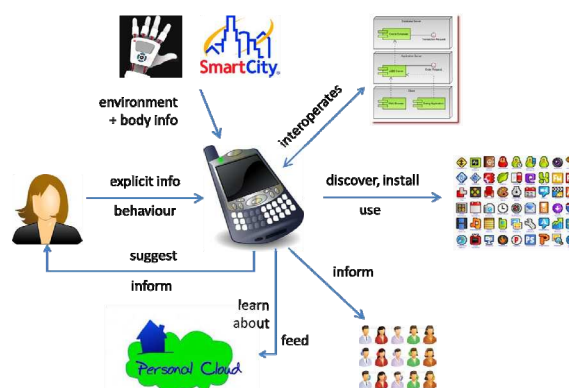 SmartCity
environment
+ body info
interoperates
explicit info
behaviour
discover, install
use
suggest
inform
inform
learn
about
feed
Personal Cloud